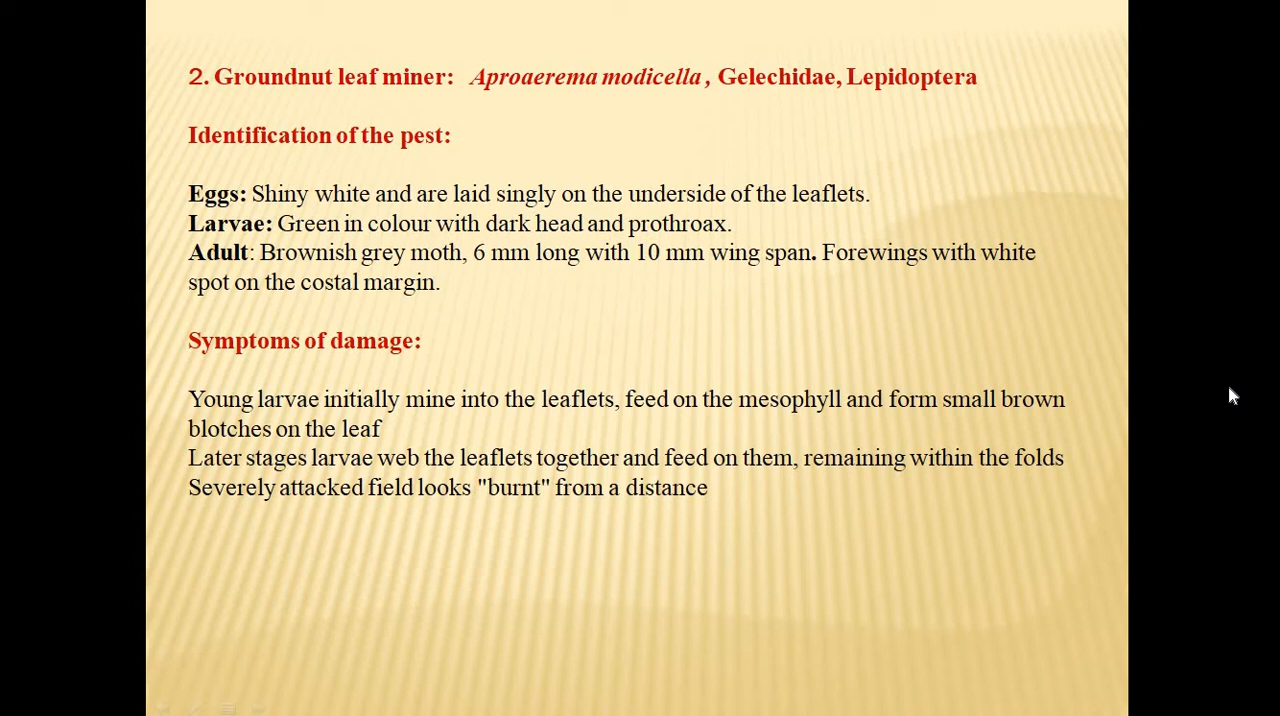 2. Groundnut leaf miner: Aproaerema modicella , Gelechidae, Lepidoptera
Identification of the pest:
Eggs: Shiny white and are laid singly on the underside of the leaflets.
Larvae: Green in colour with dark head and prothroax.
Adult: Brownish grey moth, 6 mm long with 10 mm wing span. Forewings with white
spot on the costal margin.
Symptoms of damage:
Young larvae initially mine into the leaflets, feed on the mesophyll and form small brown
blotches on the leaf
Later stages larvae web the leaflets together and feed on them, remaining within the folds
Severely attacked field looks "burnt" from a distance